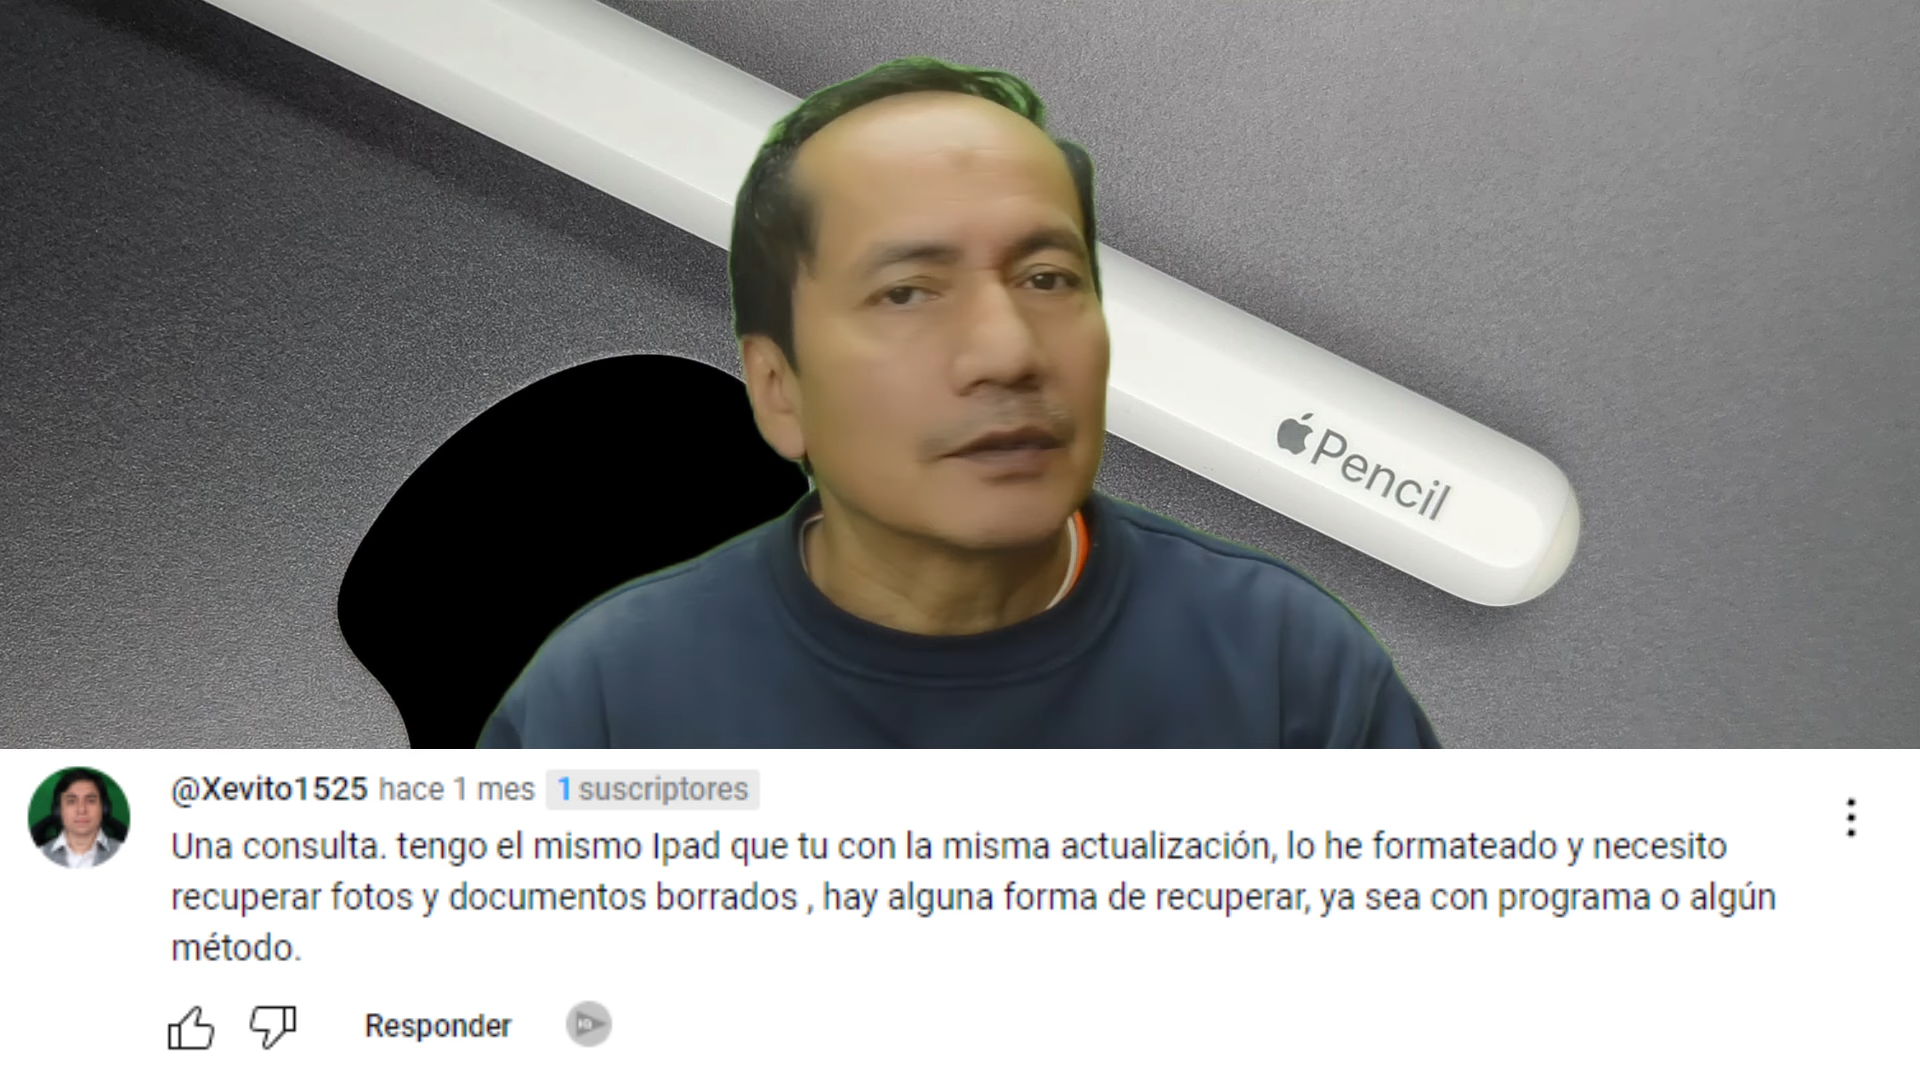 Pencil
@Xevito1525 hace 1 mes 1 suscriptores
Una consulta. tengo el mismo Ipad que tu con la misma actualización, lo he formateado y necesito
recuperar fotos y documentos borrados , hay alguna forma de recuperar, ya sea con programa o algún
método.
Responder